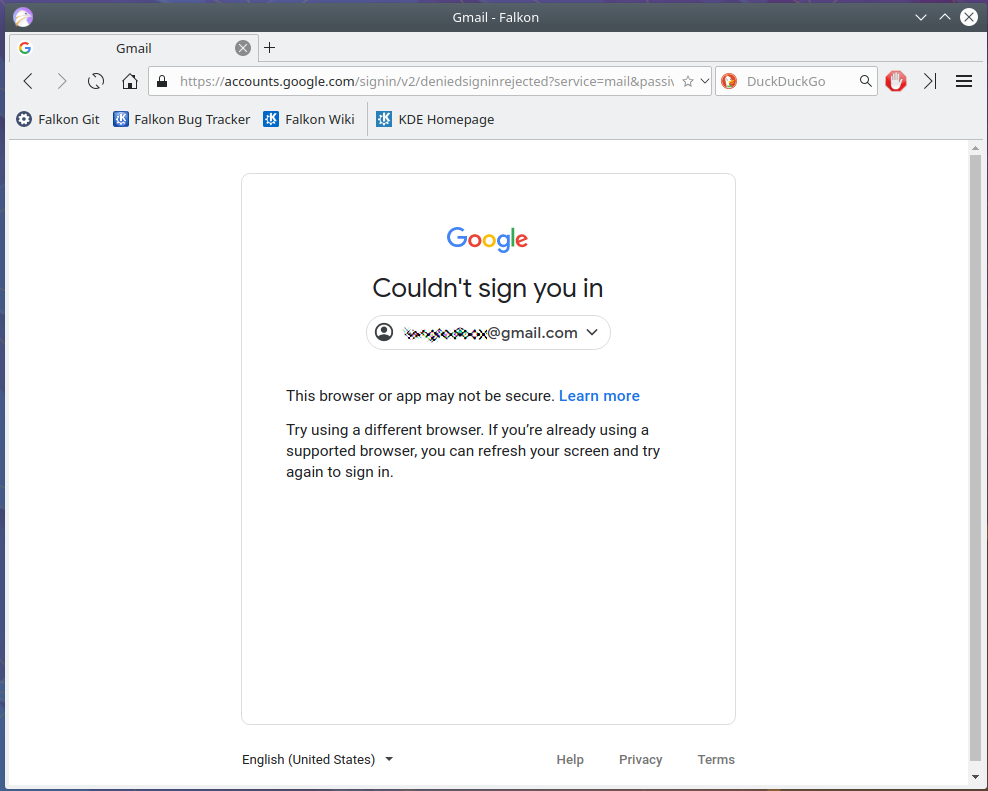 Gmail - Falkon
Gmail
https://accounts.google.com/signin/v2/deniedsigninrejected?service=mail&passiv
DuckDuckGo
Falkon Git
Falkon Bug Tracker
Falkon Wiki
KDE Homepage
Google
Couldn't sign you in
@gmail.com
This browser or app may not be secure. Learn more
Try using a different browser. If you’re already using a
supported browser, you can refresh your screen and try
again to sign in.
English (United States)
Help
Privacy
Terms